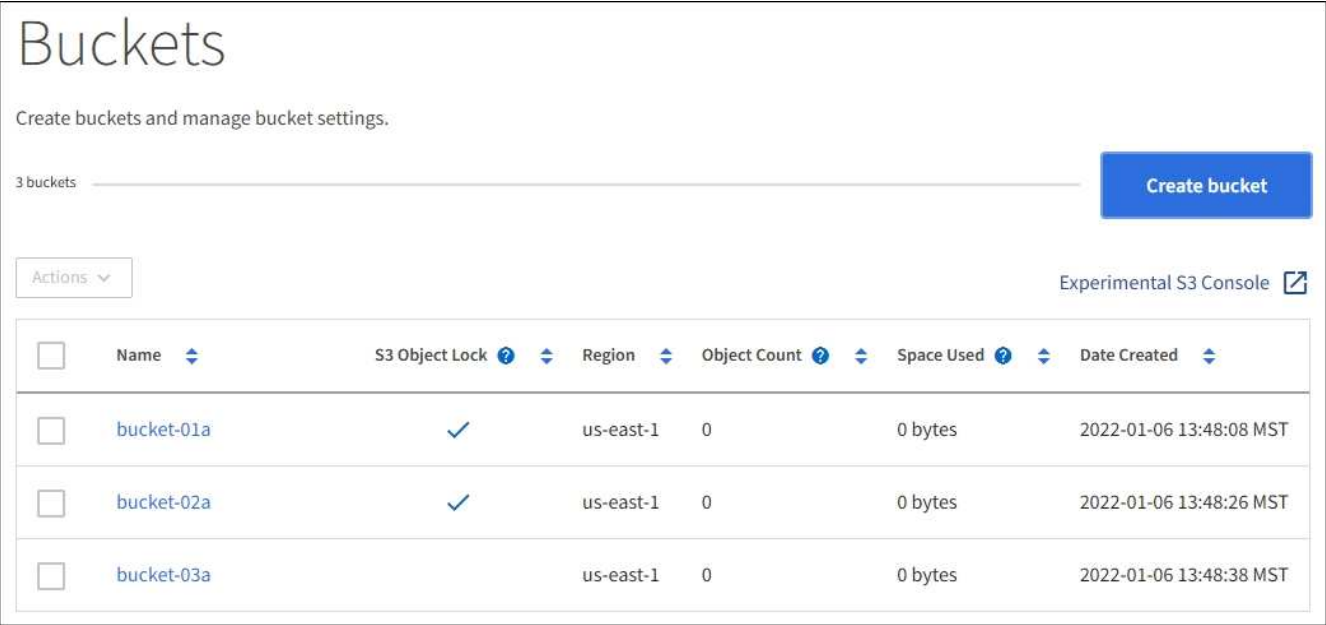 Buckets
Create buckets and manage bucket settings.
3 buckets
Create bucket
Actions
Experimental S3 Console
Name S3 Object Lock ? Region Object Count ? Space Used ? Date Created
bucket-01a us-east-1 0 0 bytes 2022-01-06 13:48:08 MST
bucket-02a us-east-1 0 0 bytes 2022-01-06 13:48:26 MST
bucket-03a us-east-1 0 0 bytes 2022-01-06 13:48:38 MST